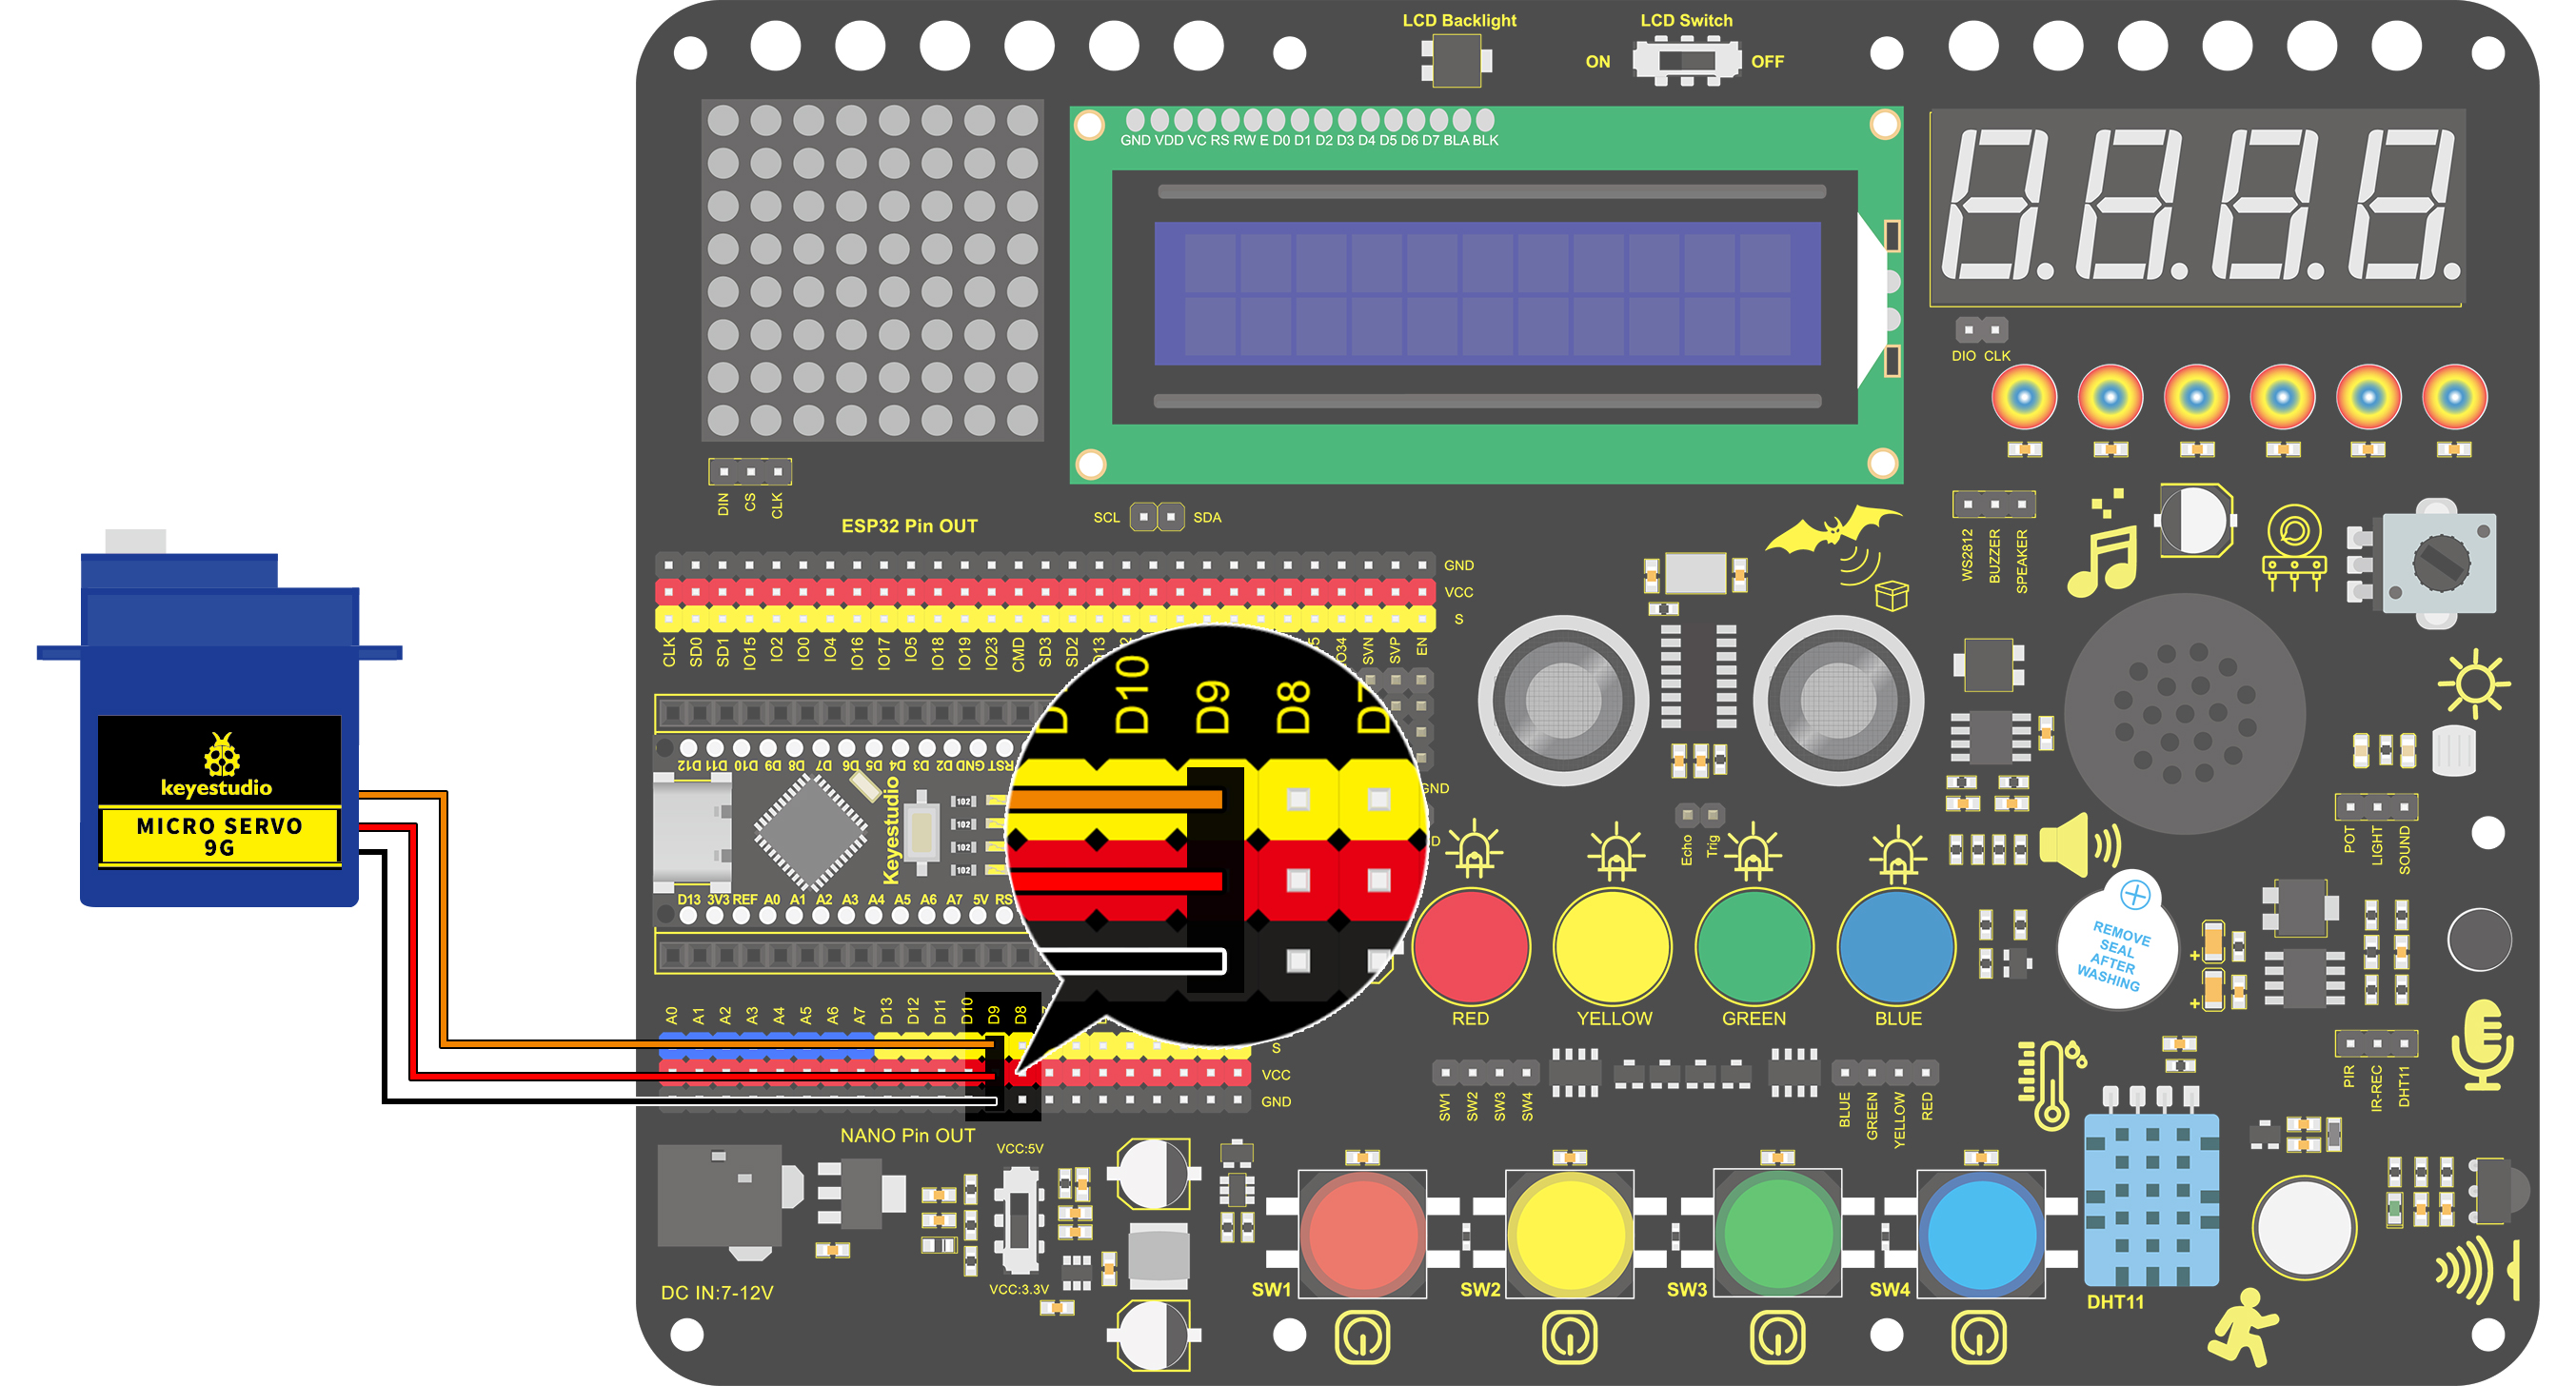 LCD Backlight
LCD Switch
ON
OFF
GND VDD VC RS RW E D0 D1 D2 D3 D4 D5 D6 D7 BLA BLK
DIO CLK
DIN
CS
CLK
SCL
SDA
ESP32 Pin OUT
GND
VCC
S
CLK
SD0
SD1
IO15
IO2
IO0
IO4
IO16
IO17
IO5
IO18
IO19
IO23
CMD
SD3
SD2
SVN
SVP
EN
WS2812
BUZZER
SPEAKER
D10
D9
D8
D7
keyestudio
MICRO SERVO
9G
D12 D11 D10 D9 D8 D7 D6 D5 D4 D3 D2 GND RST
102
102
102
102
Keyestudio
D13 3V3 REF A0 A1 A2 A3 A4 A5 A6 A7 5V RS
GND
D
Echo
Trig
POT
LIGHT
SOUND
REMOVE
SEAL
AFTER
WASHING
RED
YELLOW
GREEN
BLUE
A0
A1
A2
A3
A4
A5
A6
A7
D13
D12
D11
D10
D9
D8
S
VCC
GND
NANO Pin OUT
SW1
SW2
SW3
SW4
BLUE
GREEN
YELLOW
RED
PIR
IR-REC
DHT11
VCC:5V
VCC:3.3V
DC IN:7-12V
SW1
SW2
SW3
SW4
DHT11